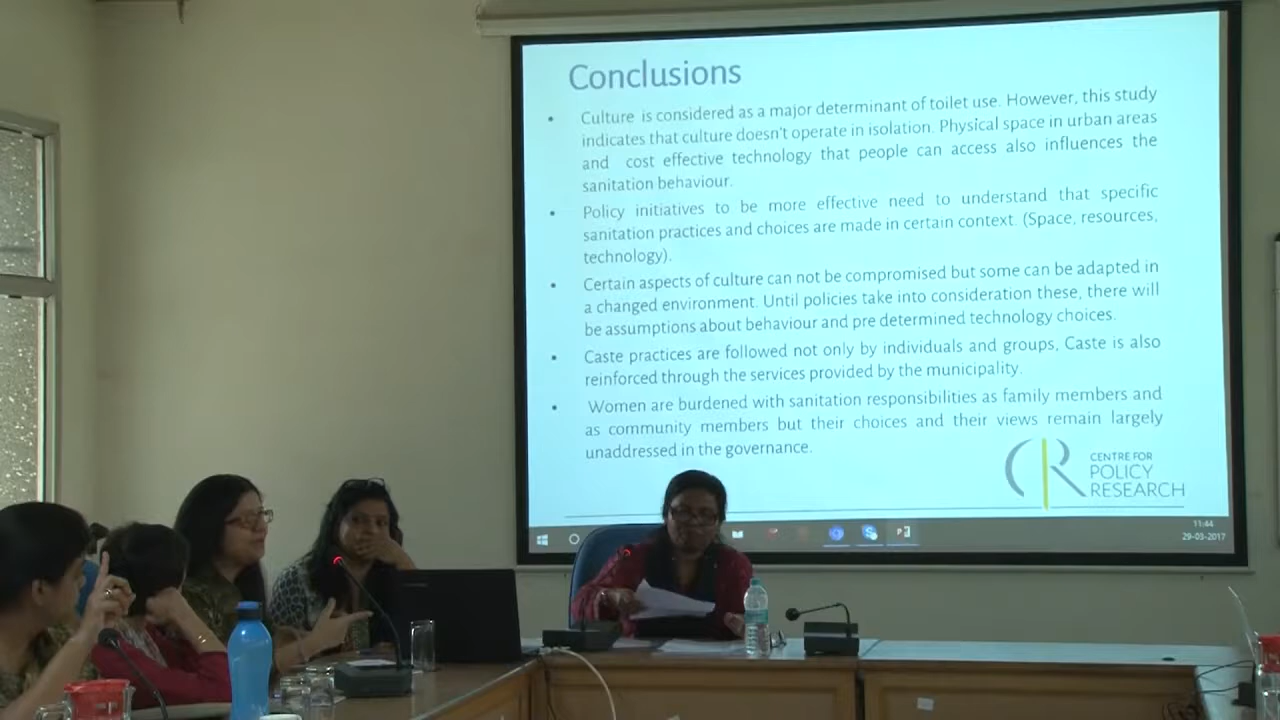 Conclusions
• Culture is considered as a major determinant of toilet use. However, this study
indicates that culture doesn't operate in isolation. Physical space in urban areas
and cost effective technology that people can access also influences the
sanitation behaviour.
• Policy initiatives to be more effective need to understand that specific
sanitation practices and choices are made in certain context. (Space, resources,
technology).
• Certain aspects of culture can not be compromised but some can be adapted in
a changed environment. Until policies take into consideration these, there will
be assumptions about behaviour and pre determined technology choices.
• Caste practices are followed not only by individuals and groups, Caste is also
reinforced through the services provided by the municipality.
• Women are burdened with sanitation responsibilities as family members and
as community members but their choices and their views remain largely
unaddressed in the governance.
CENTRE FOR
POLICY
RESEARCH
11:44
29-03-2017